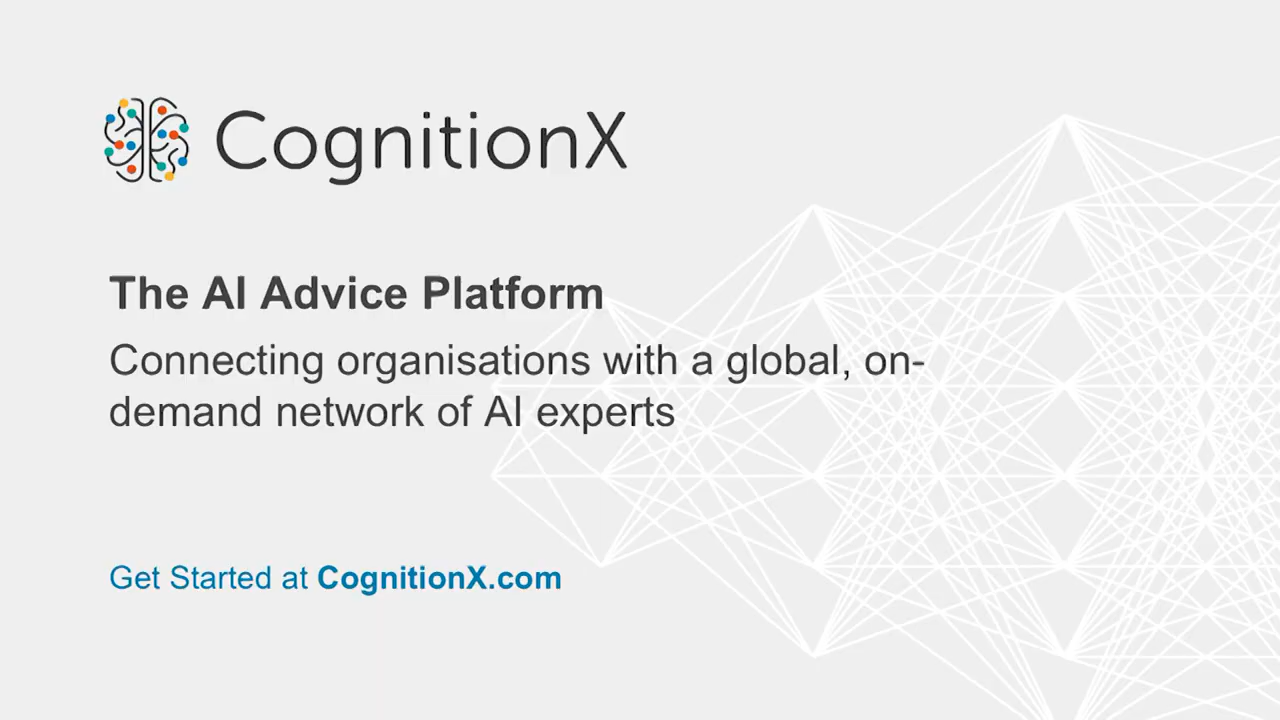 CognitionX
The AI Advice Platform
Connecting organisations with a global, on-
demand network of AI experts
Get Started at CognitionX.com